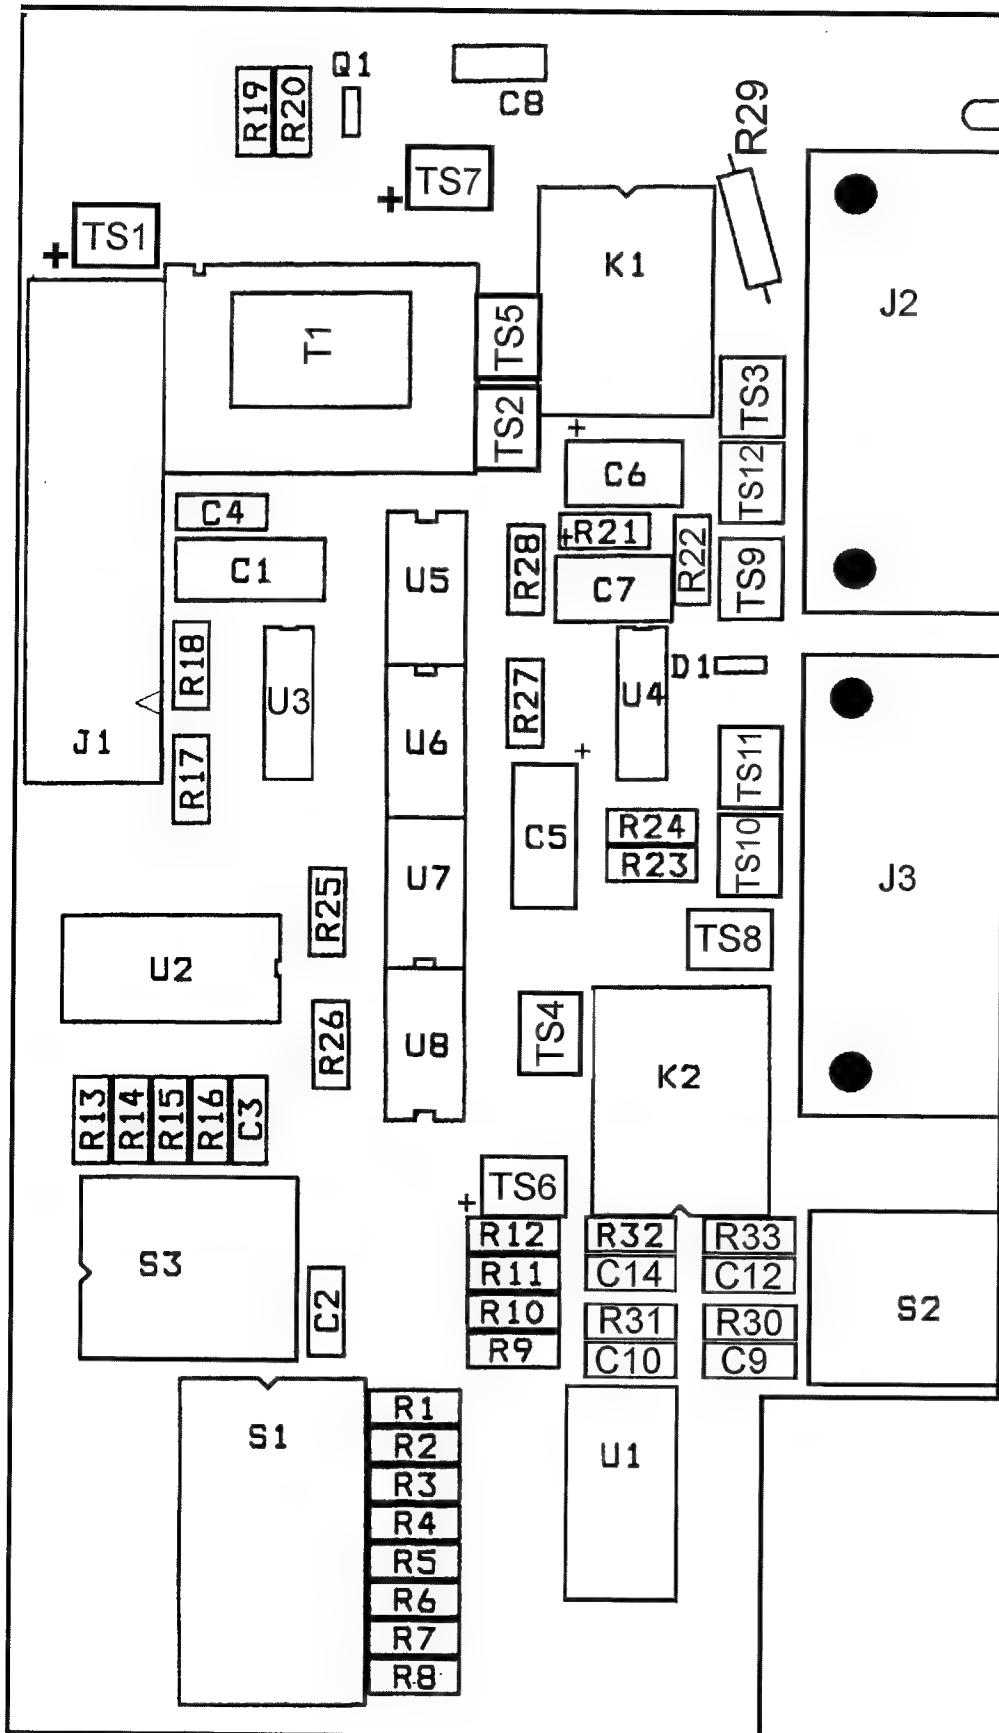 Q1
C8
R19
R20
R29
TS7
+
TS1
+
K1
J2
T1
TS5
TS3
TS2
+
C6
TS12
C4
R28
+
R21
R22
C1
U5
C7
TS9
R18
U3
R27
U4
D1
J1
U6
+
TS11
R17
C5
R24
TS10
R23
U7
J3
R25
TS8
U2
R26
U8
TS4
K2
R13
R14
R15
R16
C3
TS6
+
R12
R32
R33
S3
R11
C14
C12
C2
R10
R31
R30
S2
R9
C10
C9
R1
S1
R2
U1
R3
R4
R5
R6
R7
R8